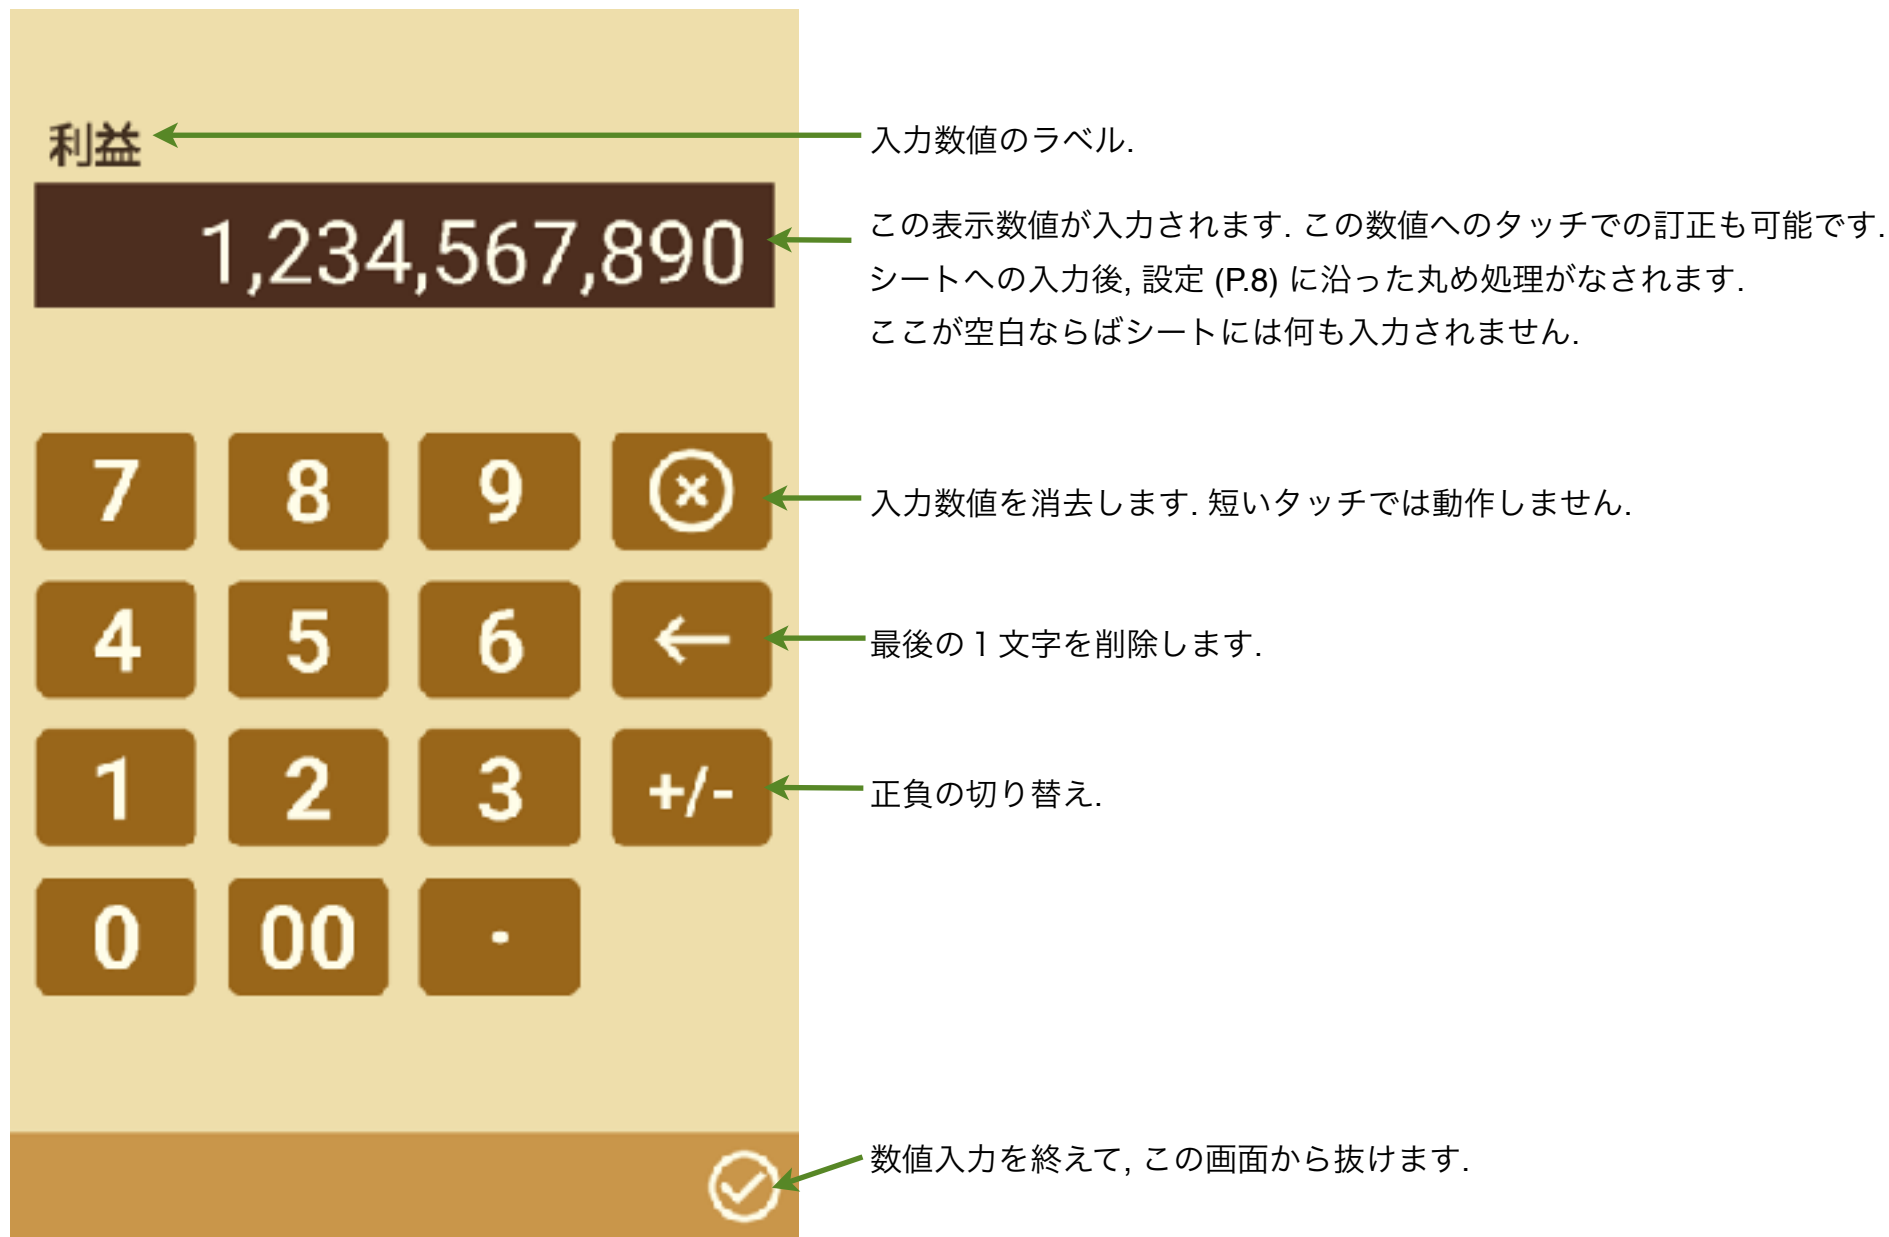 利益
入力数値のラベル.
1,234,567,890
この表示数値が入力されます. この数値へのタッチでの訂正も可能です.
シートへの入力後, 設定 (P.8) に沿った丸め処理がなされます.
ここが空白ならばシートには何も入力されません.
7 8 9
入力数値を消去します. 短いタッチでは動作しません.
4 5 6 ←
最後の 1 文字を削除します.
1 2 3 +/-
正負の切り替え.
0 00 ·
数値入力を終えて, この画面から抜けます.